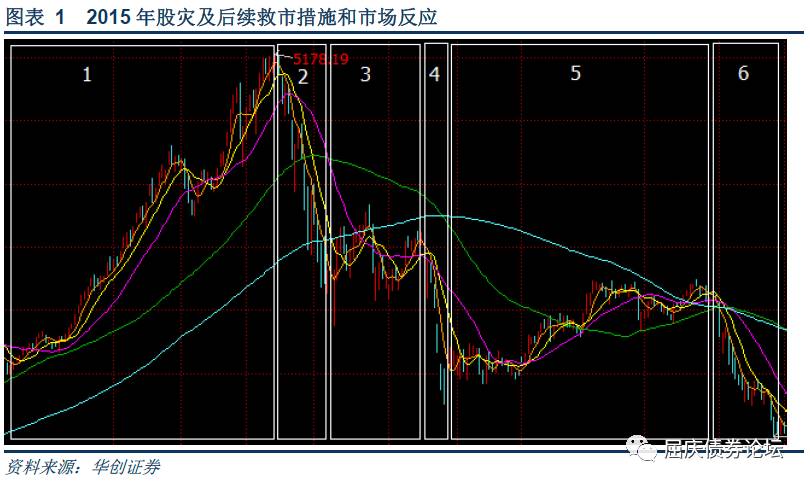 图表 1 2015 年股灾及后续救市措施和市场反应
5178.19
1 2 3 4 5 6
屈庆债券论坛
资料来源：华创证券